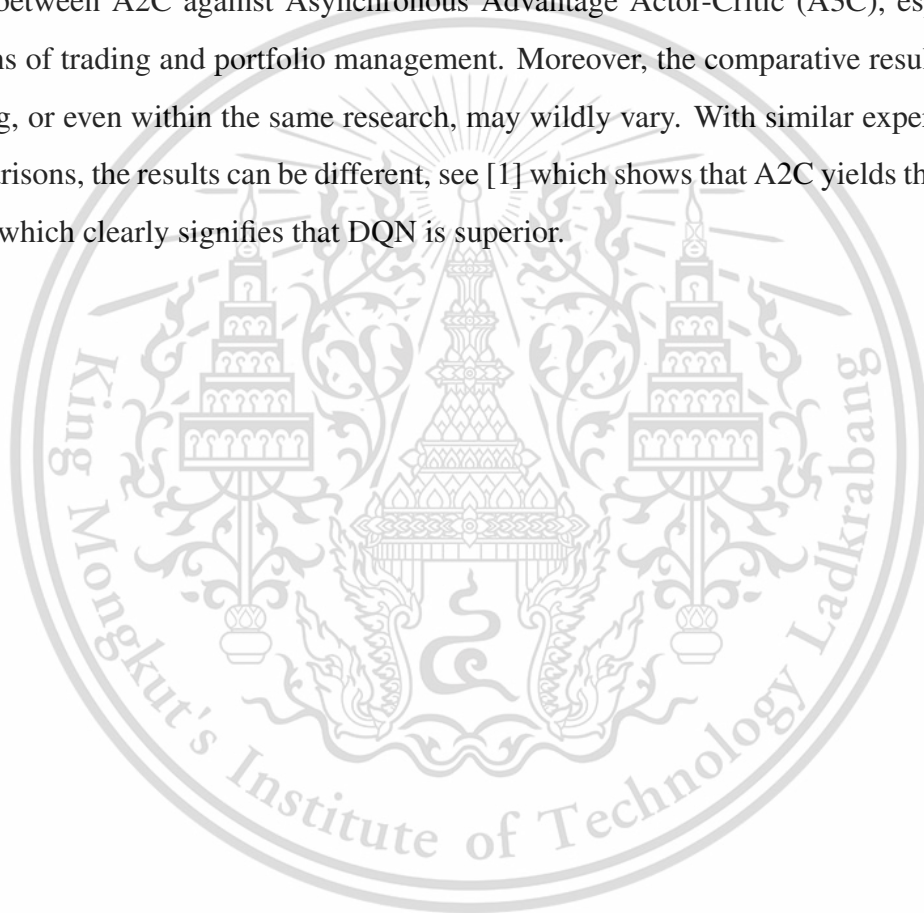 between A2C against Asynchronous Advantage Actor-Critic (A3C), es
s of trading and portfolio management. Moreover, the comparative resul
g, or even within the same research, may wildly vary. With similar exper
arisons, the results can be different, see [1] which shows that A2C yields th
which clearly signifies that DQN is superior.
King Mongkut's Institute of Technology Ladkrabang